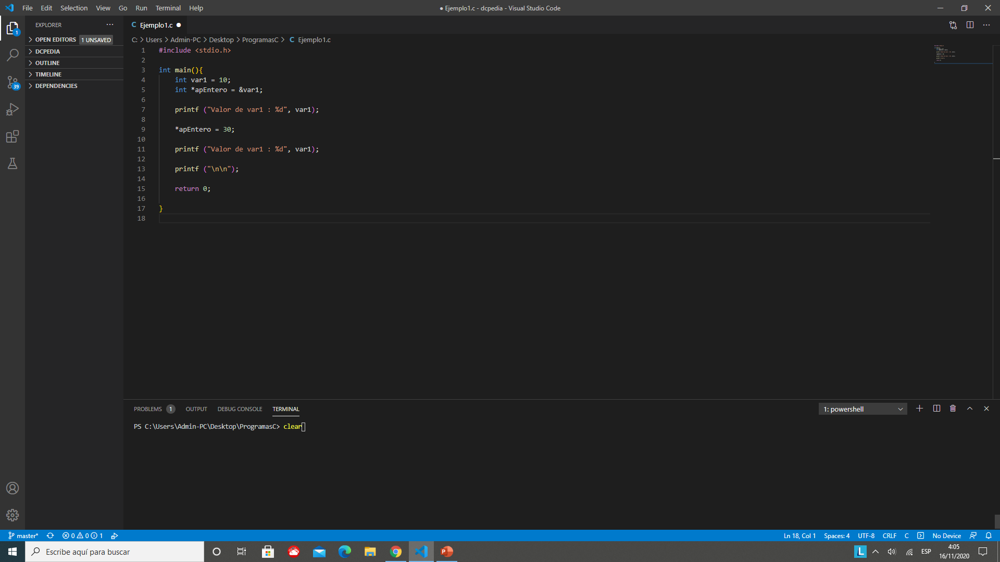 File Edit Selection View Go Run Terminal Help
● Ejemplo1.c - dcpedia - Visual Studio Code
EXPLORER ...
OPEN EDITORS 1 UNSAVED
DCPEDIA
OUTLINE
TIMELINE
DEPENDENCIES
1
39
C Ejemplo1.c ●
C: > Users > Admin-PC > Desktop > ProgramasC > C Ejemplo1.c
1 #include <stdio.h>
2
3 int main(){
4     int var1 = 10;
5     int *apEntero = &var1;
6
7     printf ("Valor de var1 : %d", var1);
8
9     *apEntero = 30;
10
11     printf ("Valor de var1 : %d", var1);
12
13     printf ("\n\n");
14
15     return 0;
16
17 }
18
PROBLEMS 1 OUTPUT DEBUG CONSOLE TERMINAL
1: powershell
PS C:\Users\Admin-PC\Desktop\ProgramasC> clear
master* 0 0 1
Ln 18, Col 1 Spaces: 4 UTF-8 CRLF C No Device
Escribe aquí para buscar
L ESP 4:05
16/11/2020